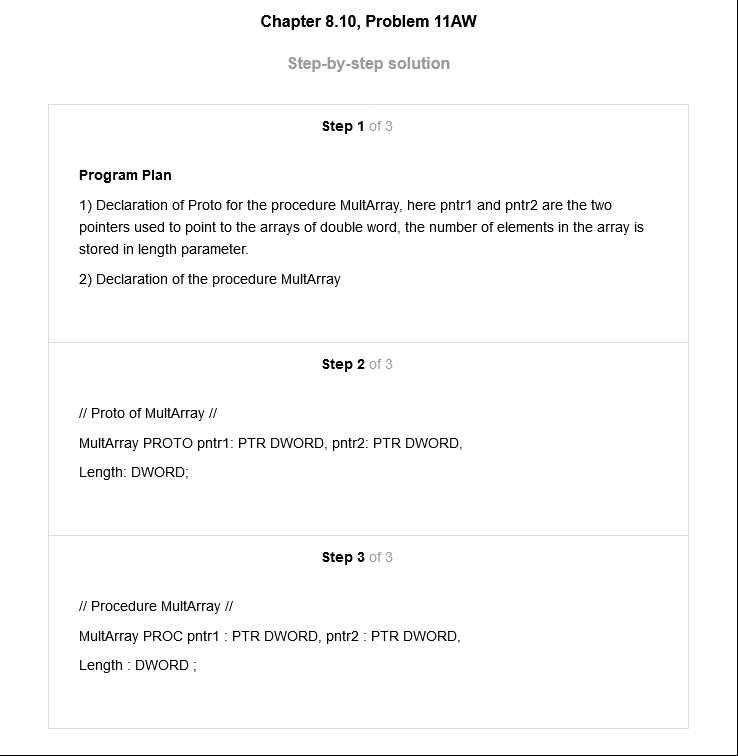 Chapter 8.10, Problem 11AW
Step-by-step solution
Step 1 of 3
Program Plan
1) Declaration of Proto for the procedure MultArray, here pntr1 and pntr2 are the two
pointers used to point to the arrays of double word, the number of elements in the array is
stored in length parameter.
2) Declaration of the procedure MultArray
Step 2 of 3
// Proto of MultArray //
MultArray PROTO pntr1: PTR DWORD, pntr2: PTR DWORD,
Length: DWORD;
Step 3 of 3
// Procedure MultArray //
MultArray PROC pntr1 : PTR DWORD, pntr2 : PTR DWORD,
Length : DWORD ;